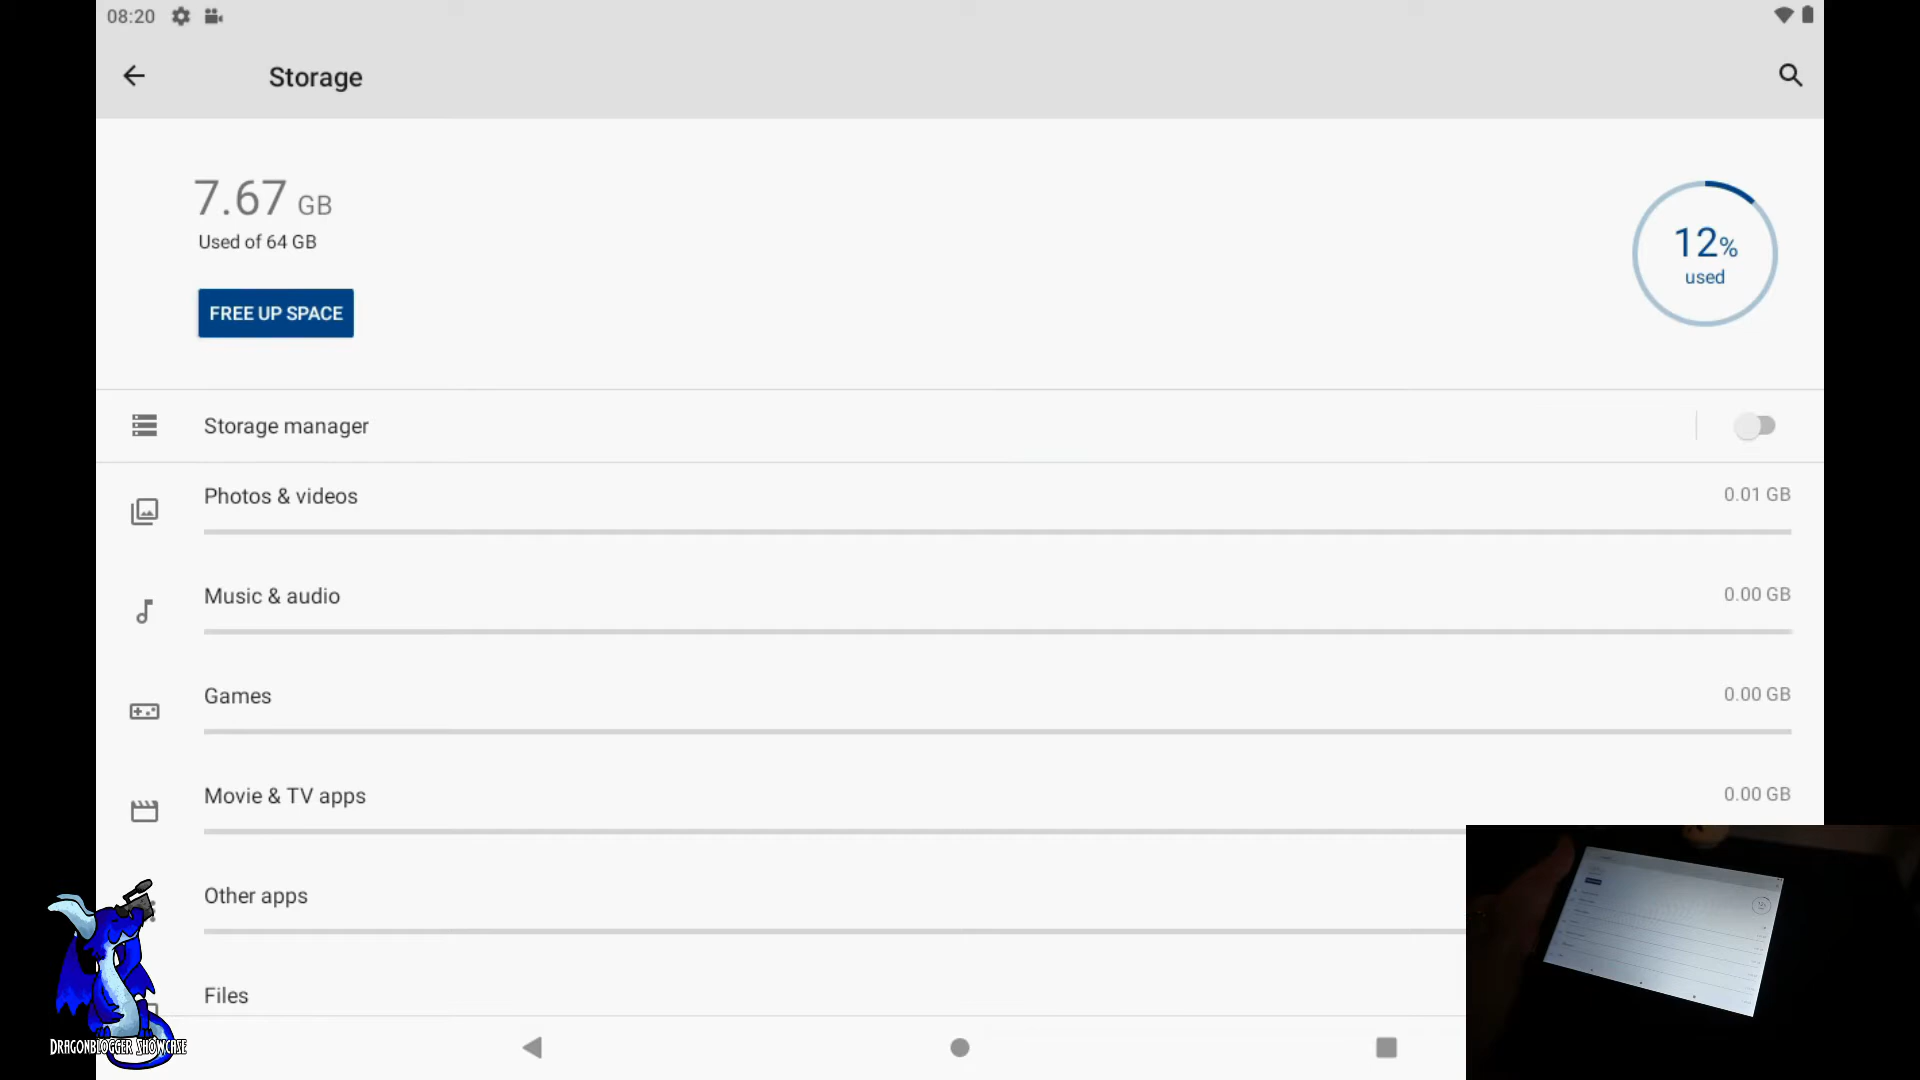 08:20
Storage
7.67 GB
Used of 64 GB
12%
used
FREE UP SPACE
Storage manager
Photos & videos
0.01 GB
Music & audio
0.00 GB
Games
0.00 GB
Movie & TV apps
0.00 GB
Other apps
Files
DRAGONBLOGGER SHOWCASE